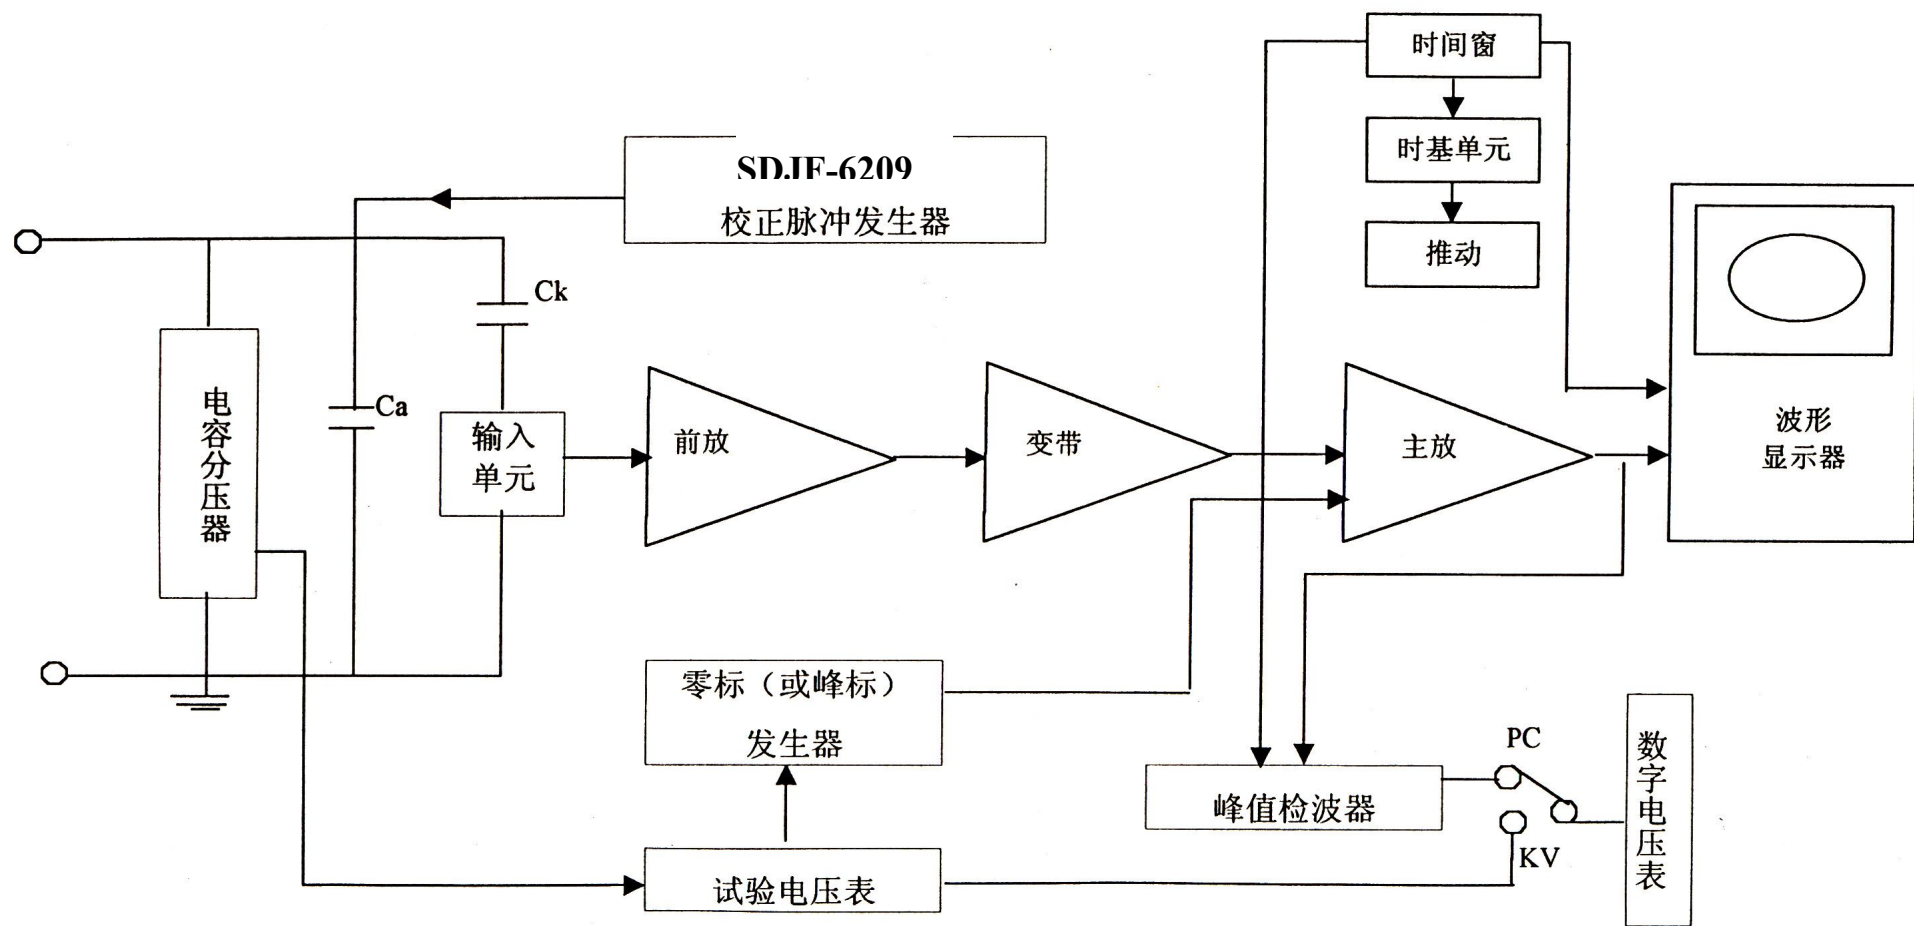 时间窗
时基单元
推动
SDJF-6209
校正脉冲发生器
Ck
Ca
电容分压器
输入
单元
前放
变带
主放
波形
显示器
零标（或峰标）
发生器
试验电压表
峰值检波器
PC
KV
数字电压表